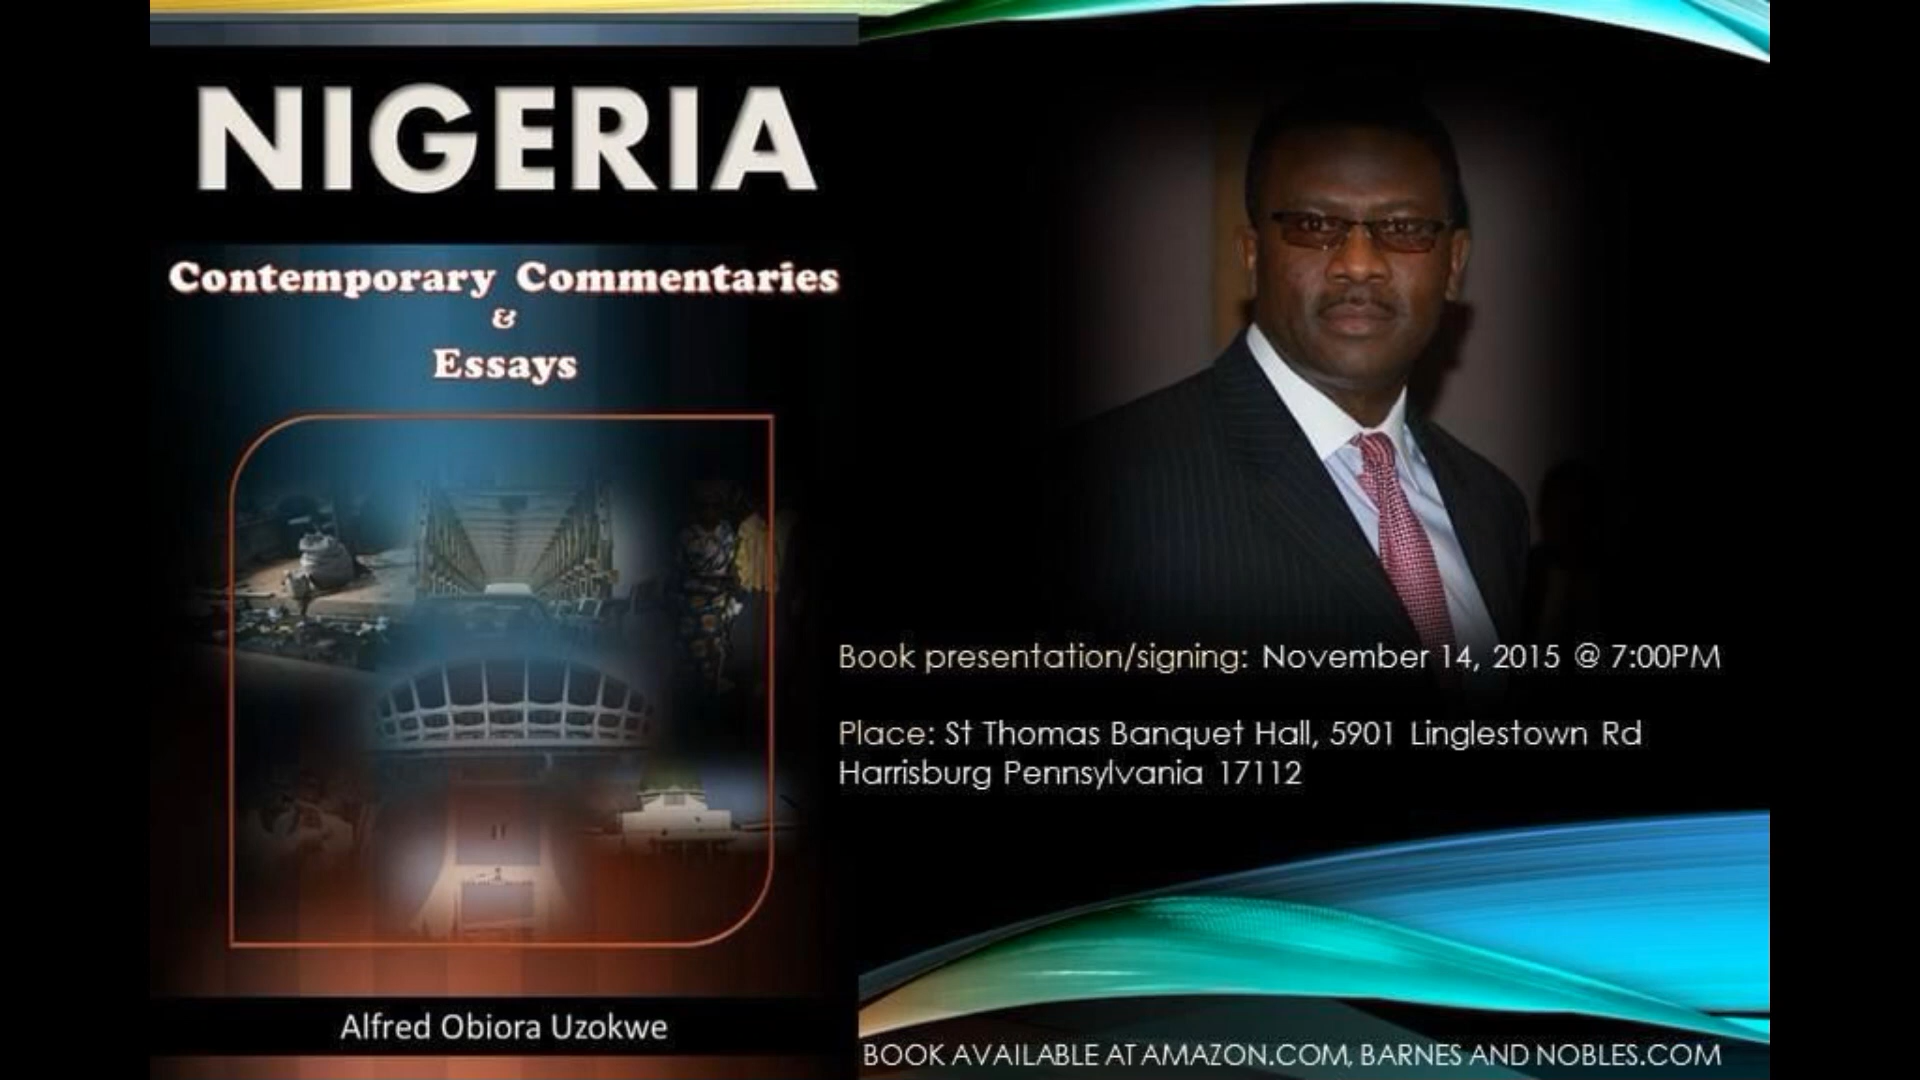 NIGERIA
Contemporary Commentaries
&
Essays
Alfred Obiora Uzokwe
Book presentation/signing: November 14, 2015 @ 7:00PM
Place: St Thomas Banquet Hall, 5901 Linglestown Rd
Harrisburg Pennsylvania 17112
BOOK AVAILABLE AT AMAZON.COM, BARNES AND NOBLES.COM